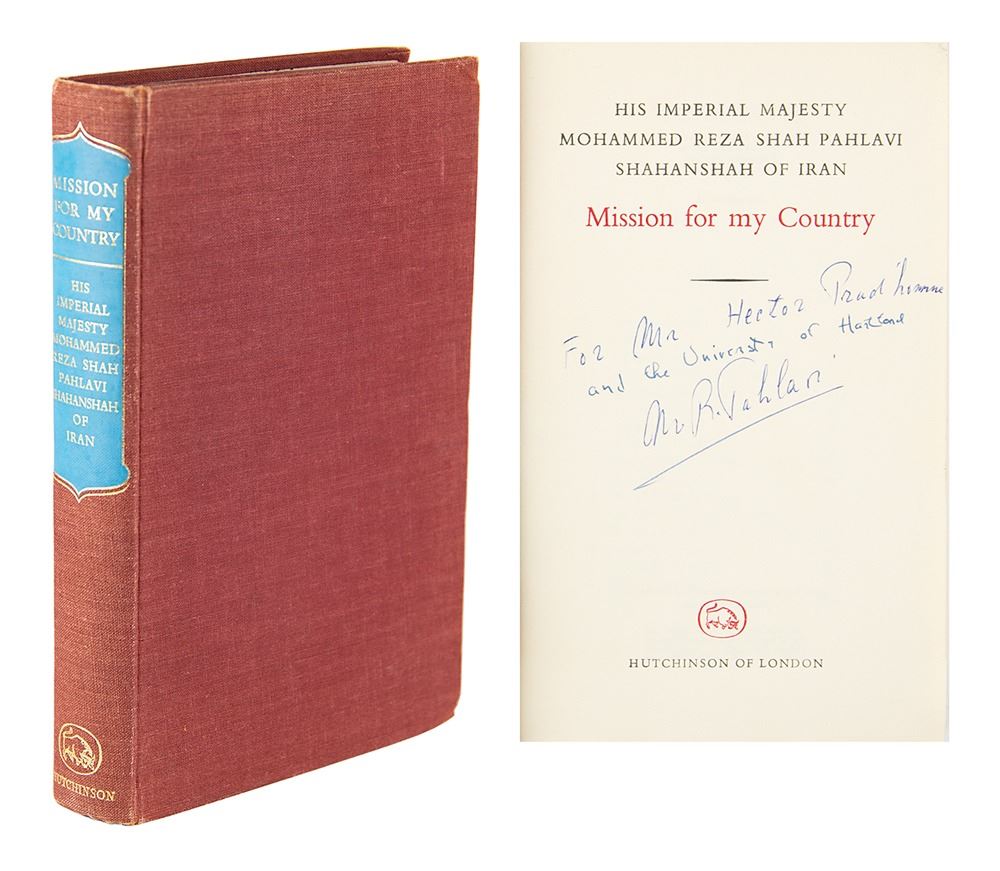 MISSION
FOR MY
COUNTRY
HIS
IMPERIAL
MAJESTY
MOHAMMED
REZA SHAH
PAHLAVI
SHAHANSHAH
OF
IRAN
HUTCHINSON
HIS IMPERIAL MAJESTY
MOHAMMED REZA SHAH PAHLAVI
SHAHANSHAH OF IRAN
Mission for my Country
For Mr Hector Prud'homme
and the University of Hartford
M. R. Pahlavi
HUTCHINSON OF LONDON